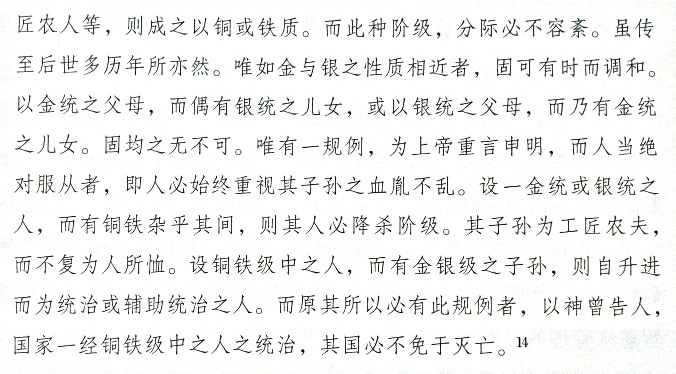 匠农人等，则成之以铜或铁质。而此种阶级，分际必不容紊。虽传
至后世多历年所亦然。唯如金与银之性质相近者，固可有时而调和。
以金统之父母，而偶有银统之儿女，或以银统之父母，而乃有金统
之儿女。固均之无不可。唯有一规例，为上帝重言申明，而人当绝
对服从者，即人必始终重视其子孙之血胤不乱。设一金统或银统之
人，而有铜铁杂乎其间，则其人必降杀阶级。其子孙为工匠农夫，
而不复为人所恤。设铜铁级中之人，而有金银级之子孙，则自升进
而为统治或辅助统治之人。而原其所以必有此规例者，以神曾告人，
国家一经铜铁级中之人之统治，其国必不免于灭亡。14